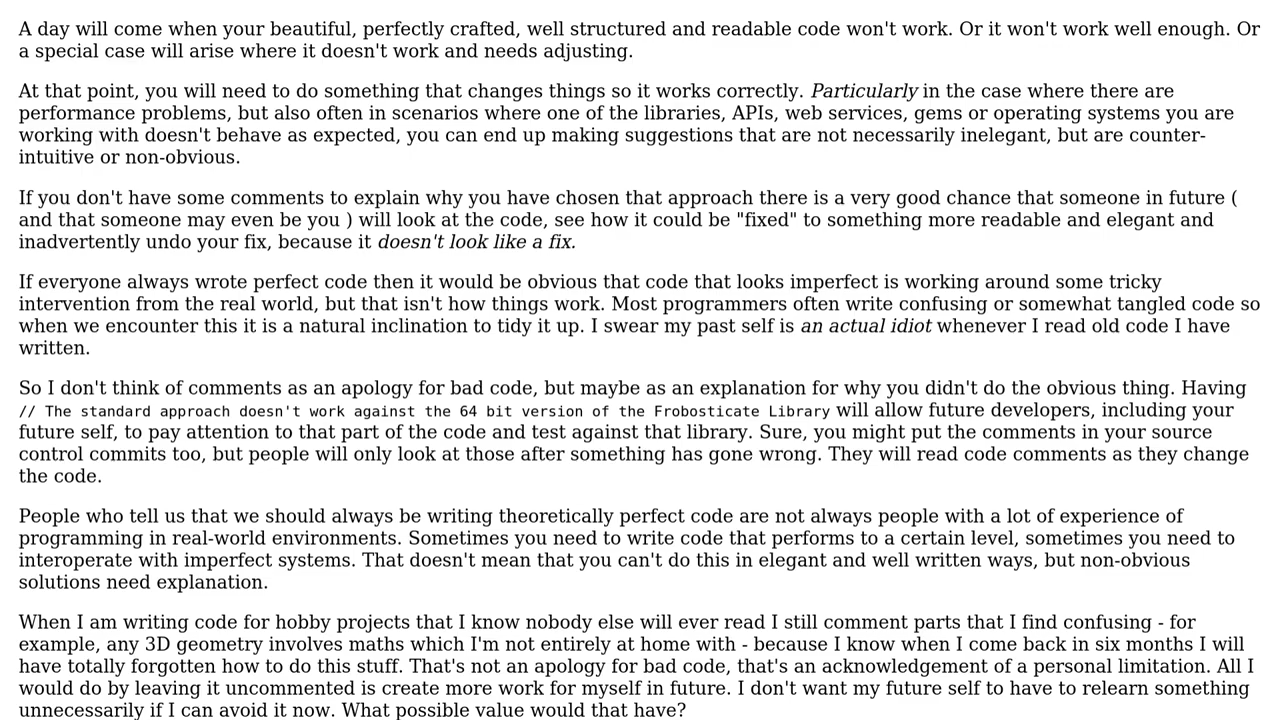 A day will come when your beautiful, perfectly crafted, well structured and readable code won't work. Or it won't work well enough. Or
a special case will arise where it doesn't work and needs adjusting.
At that point, you will need to do something that changes things so it works correctly. Particularly in the case where there are
performance problems, but also often in scenarios where one of the libraries, APIs, web services, gems or operating systems you are
working with doesn't behave as expected, you can end up making suggestions that are not necessarily inelegant, but are counter-
intuitive or non-obvious.
If you don't have some comments to explain why you have chosen that approach there is a very good chance that someone in future (
and that someone may even be you ) will look at the code, see how it could be "fixed" to something more readable and elegant and
inadvertently undo your fix, because it doesn't look like a fix.
If everyone always wrote perfect code then it would be obvious that code that looks imperfect is working around some tricky
intervention from the real world, but that isn't how things work. Most programmers often write confusing or somewhat tangled code so
when we encounter this it is a natural inclination to tidy it up. I swear my past self is an actual idiot whenever I read old code I have
written.
So I don't think of comments as an apology for bad code, but maybe as an explanation for why you didn't do the obvious thing. Having
// The standard approach doesn't work against the 64 bit version of the Frobosticate Library will allow future developers, including your
future self, to pay attention to that part of the code and test against that library. Sure, you might put the comments in your source
control commits too, but people will only look at those after something has gone wrong. They will read code comments as they change
the code.
People who tell us that we should always be writing theoretically perfect code are not always people with a lot of experience of
programming in real-world environments. Sometimes you need to write code that performs to a certain level, sometimes you need to
interoperate with imperfect systems. That doesn't mean that you can't do this in elegant and well written ways, but non-obvious
solutions need explanation.
When I am writing code for hobby projects that I know nobody else will ever read I still comment parts that I find confusing - for
example, any 3D geometry involves maths which I'm not entirely at home with - because I know when I come back in six months I will
have totally forgotten how to do this stuff. That's not an apology for bad code, that's an acknowledgement of a personal limitation. All I
would do by leaving it uncommented is create more work for myself in future. I don't want my future self to have to relearn something
unnecessarily if I can avoid it now. What possible value would that have?